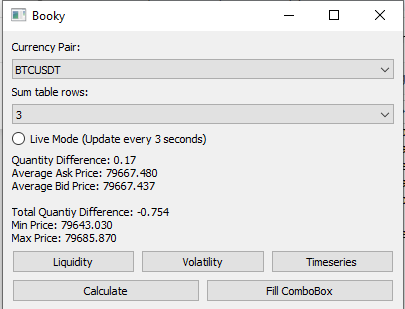 Booky
Currency Pair:
BTCUSDT
Sum table rows:
3
Live Mode (Update every 3 seconds)
Quantity Difference: 0.17
Average Ask Price: 79667.480
Average Bid Price: 79667.437
Total Quantiy Difference: -0.754
Min Price: 79643.030
Max Price: 79685.870
Liquidity Volatility Timeseries
Calculate Fill ComboBox